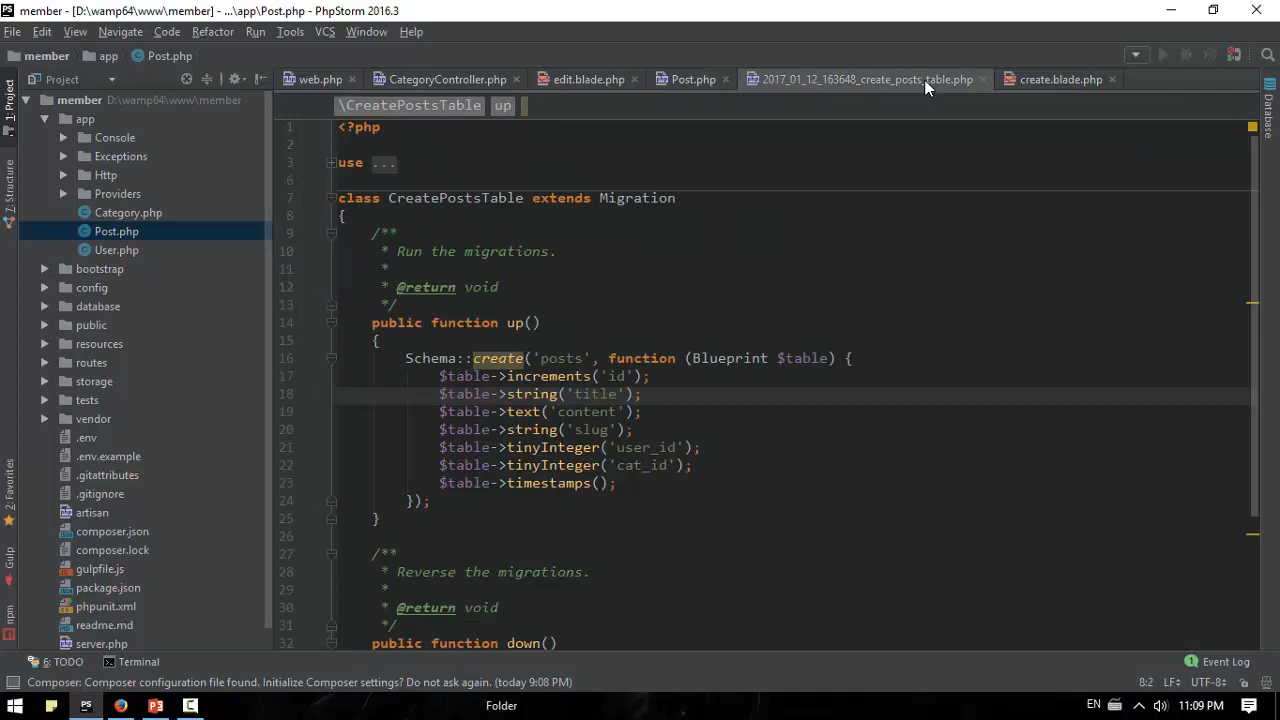 member - [D:\wamp64\www\member] - ...\app\Post.php - PhpStorm 2016.3
File Edit View Navigate Code Refactor Run Tools VCS Window Help
member app Post.php
Project web.php CategoryController.php edit.blade.php Post.php 2017_01_12_163648_create_posts_table.php create.blade.php
\CreatePostsTable up
member D:\wamp64\www\member
app
Console
Exceptions
Http
Providers
Category.php
Post.php
User.php
bootstrap
config
database
public
resources
routes
storage
tests
vendor
.env
.env.example
.gitattributes
.gitignore
artisan
composer.json
composer.lock
gulpfile.js
package.json
phpunit.xml
readme.md
server.php
1: Project
7: Structure
2: Favorites
Gulp
npm
Database
1 <?php
2
3 use ...
6
7 class CreatePostsTable extends Migration
8 {
9 /**
10 * Run the migrations.
11 *
12 * @return void
13 */
14 public function up()
15 {
16 Schema::create('posts', function (Blueprint $table) {
17 $table->increments('id');
18 $table->string('title');
19 $table->text('content');
20 $table->string('slug');
21 $table->tinyInteger('user_id');
22 $table->tinyInteger('cat_id');
23 $table->timestamps();
24 });
25 }
26
27 /**
28 * Reverse the migrations.
29 *
30 * @return void
31 */
32 public function down()
6: TODO Terminal Event Log
Composer: Composer configuration file found. Initialize Composer settings? Do not ask again. (today 9:08 PM) 8:2 LF÷ UTF-8÷
Folder EN 11:09 PM